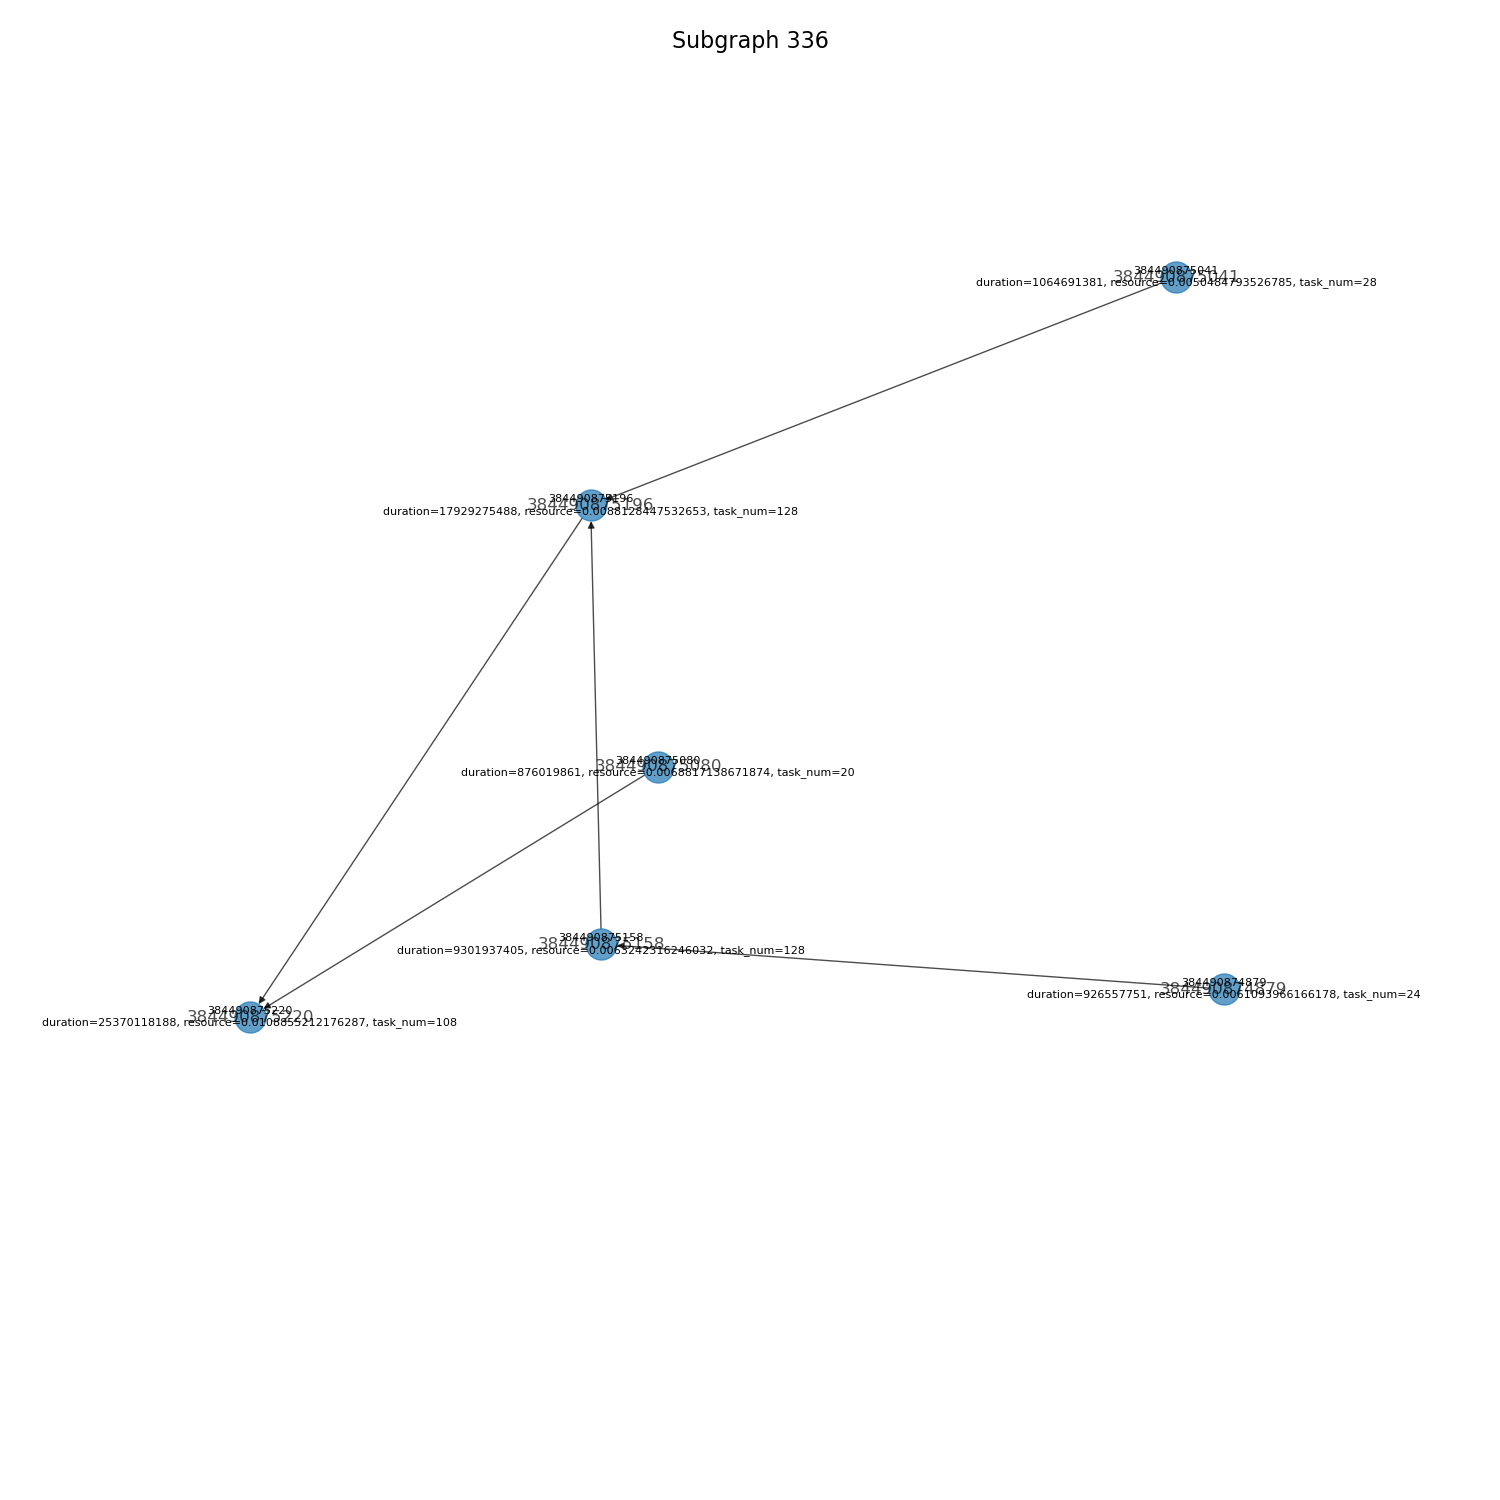 Subgraph 336
384490875041
384490875041
duration=1064691381, resource=0.0050484793526785, task_num=28
384490875196
384490875196
duration=17929275488, resource=0.0088128447532653, task_num=128
384490875080
384490875080
duration=876019861, resource=0.0068817138671874, task_num=20
384490875158
384490875158
duration=9301937405, resource=0.0063242316246032, task_num=128
384490874879
384490874879
duration=926557751, resource=0.0061093966166178, task_num=24
384490875220
384490875220
duration=25370118188, resource=0.0108855212176287, task_num=108